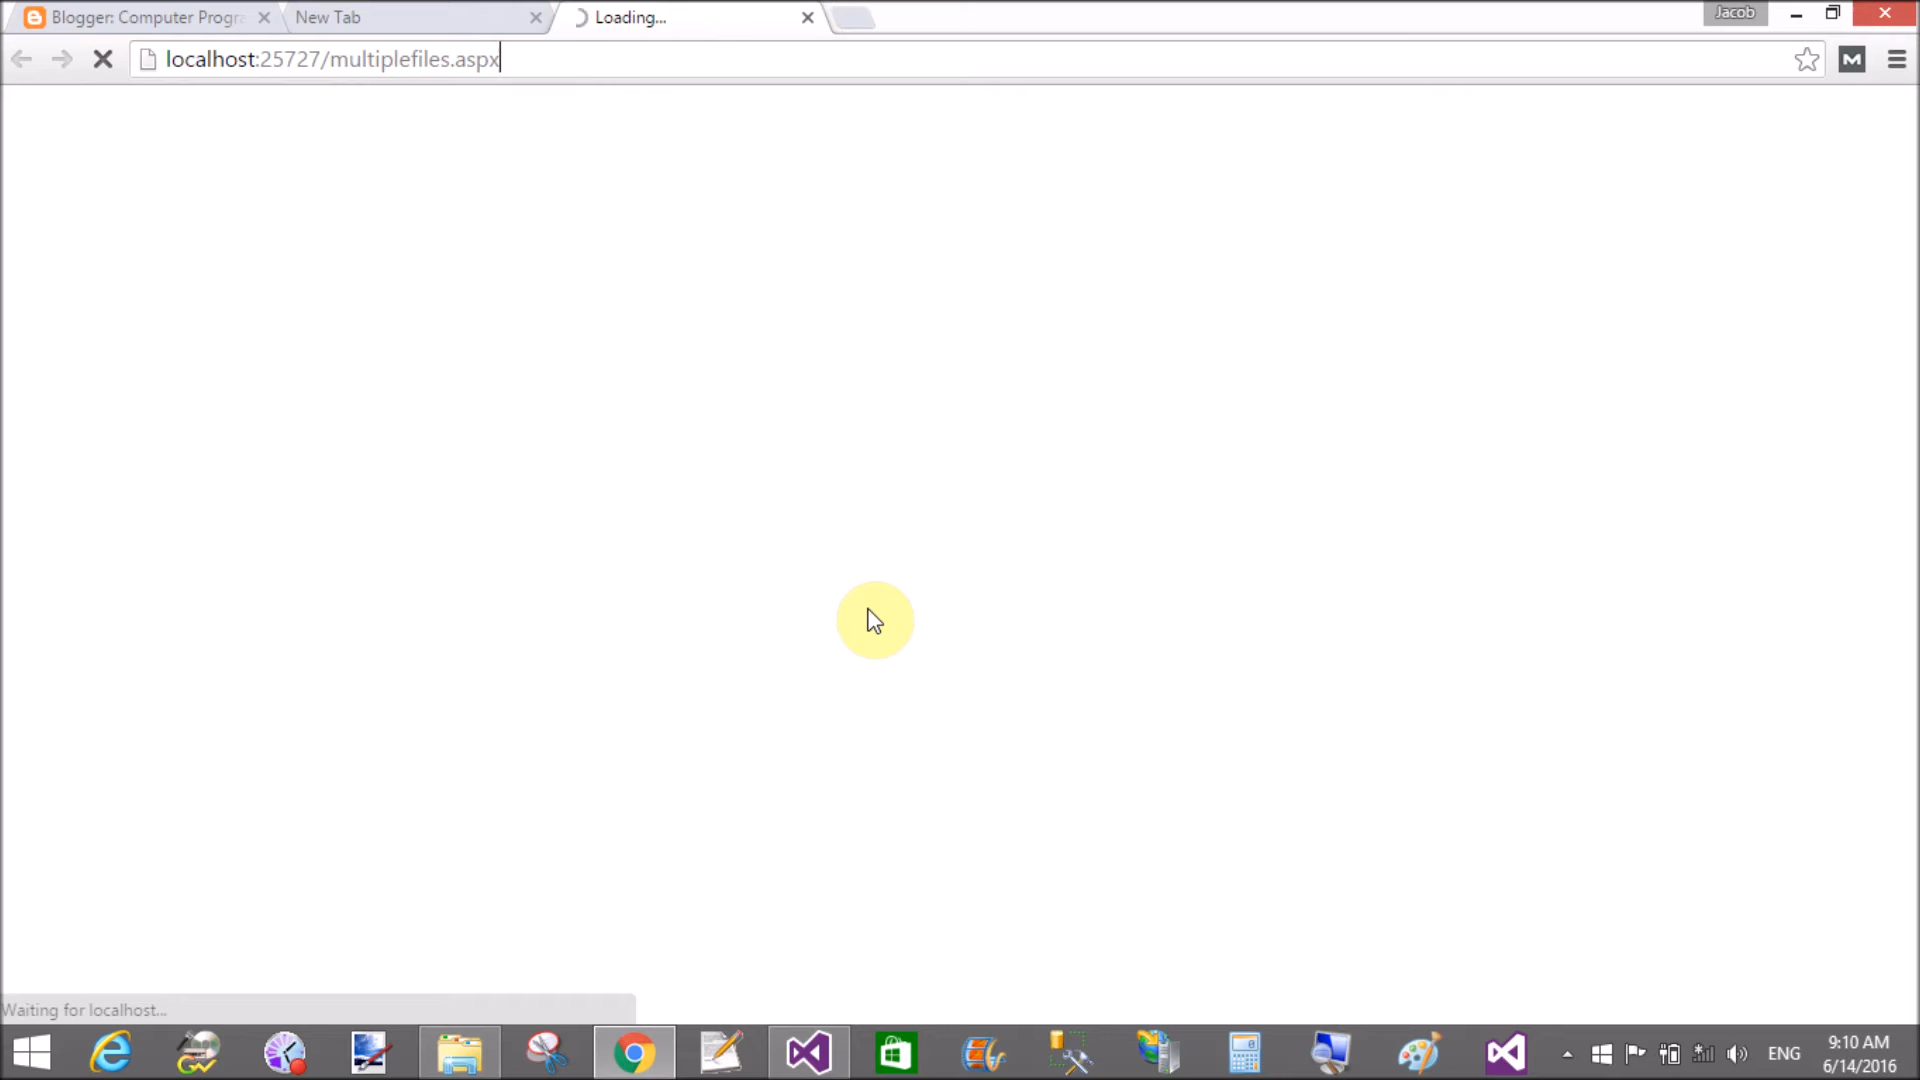 Blogger: Computer Progra
New Tab
Loading...
Jacob
localhost:25727/multiplefiles.aspx
M
Waiting for localhost...
ENG
9:10 AM
6/14/2016